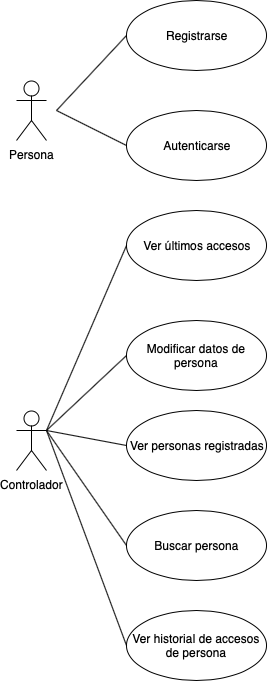 Registrarse
Persona
Autenticarse
Ver últimos accesos
Modificar datos de
persona
Ver personas registradas
Controlador
Buscar persona
Ver historial de accesos
de persona